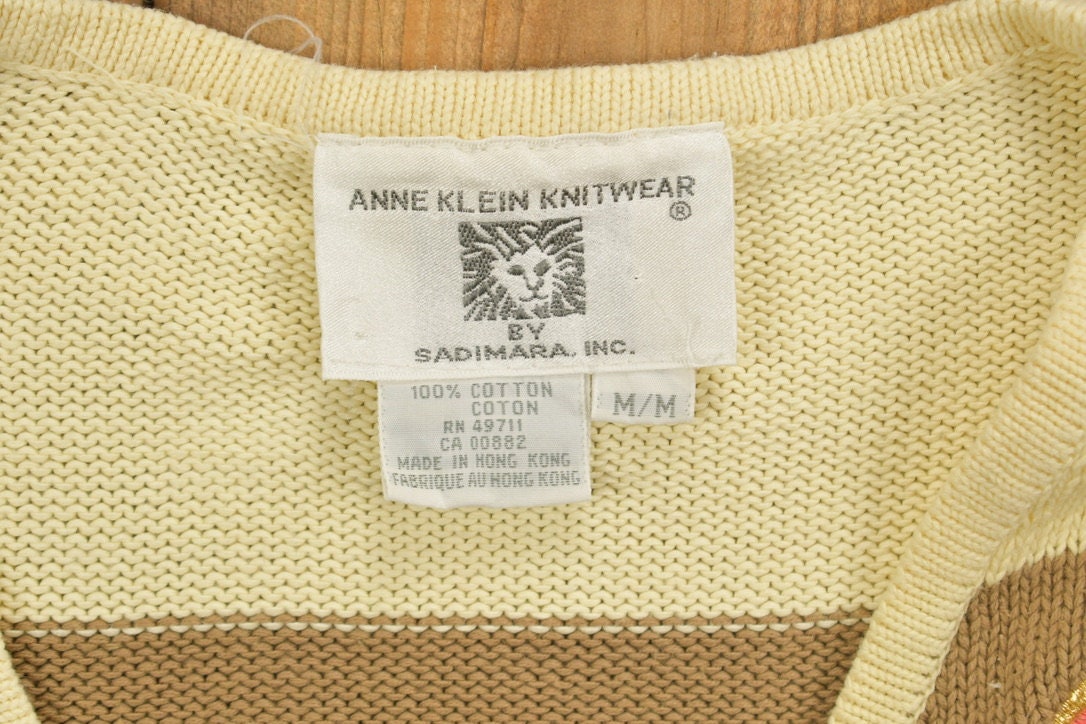 ANNE KLEIN KNITWEAR
®
BY
SADIMARA, INC.
100% COTTON
COTON
RN 49711
CA 00882
MADE IN HONG KONG
FABRIQUE AU HONG KONG
M/M